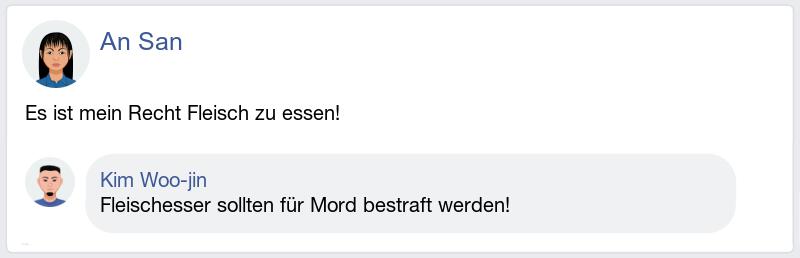 An San
Es ist mein Recht Fleisch zu essen!
Kim Woo-jin
Fleischesser sollten für Mord bestraft werden!